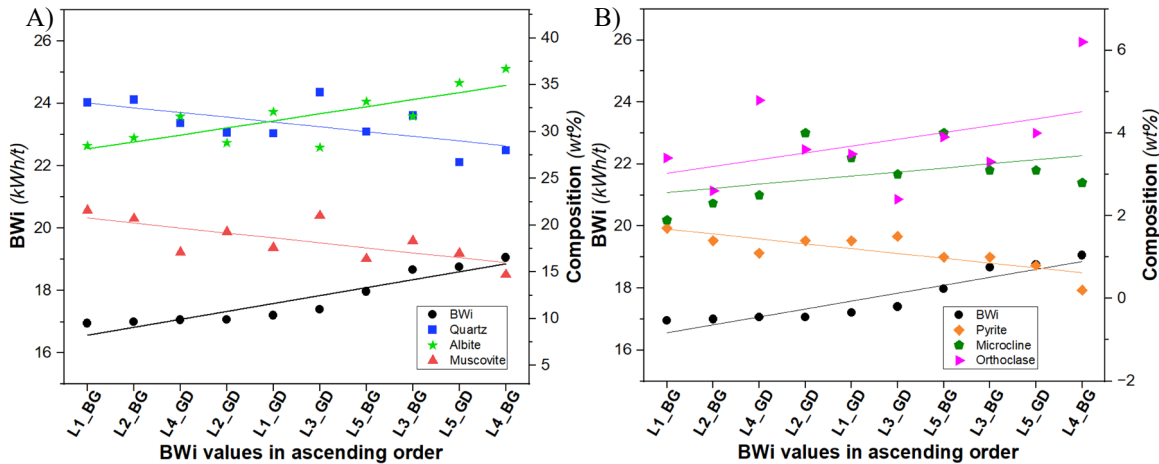 A)
26
24
22
20
18
16
BWi (kWh/t)
40
35
30
25
20
15
10
5
Composition (wt%)
BWi
Quartz
Albite
Muscovite
L1_BG
L2_BG
L4_GD
L2_GD
L1_GD
L3_GD
L5_BG
L3_BG
L5_GD
L4_BG
BWi values in ascending order
B)
26
24
22
20
18
16
BWi (kWh/t)
6
4
2
0
−2
Composition (wt%)
BWi
Pyrite
Microcline
Orthoclase
L1_BG
L2_BG
L4_GD
L2_GD
L1_GD
L3_GD
L5_BG
L3_BG
L5_GD
L4_BG
BWi values in ascending order